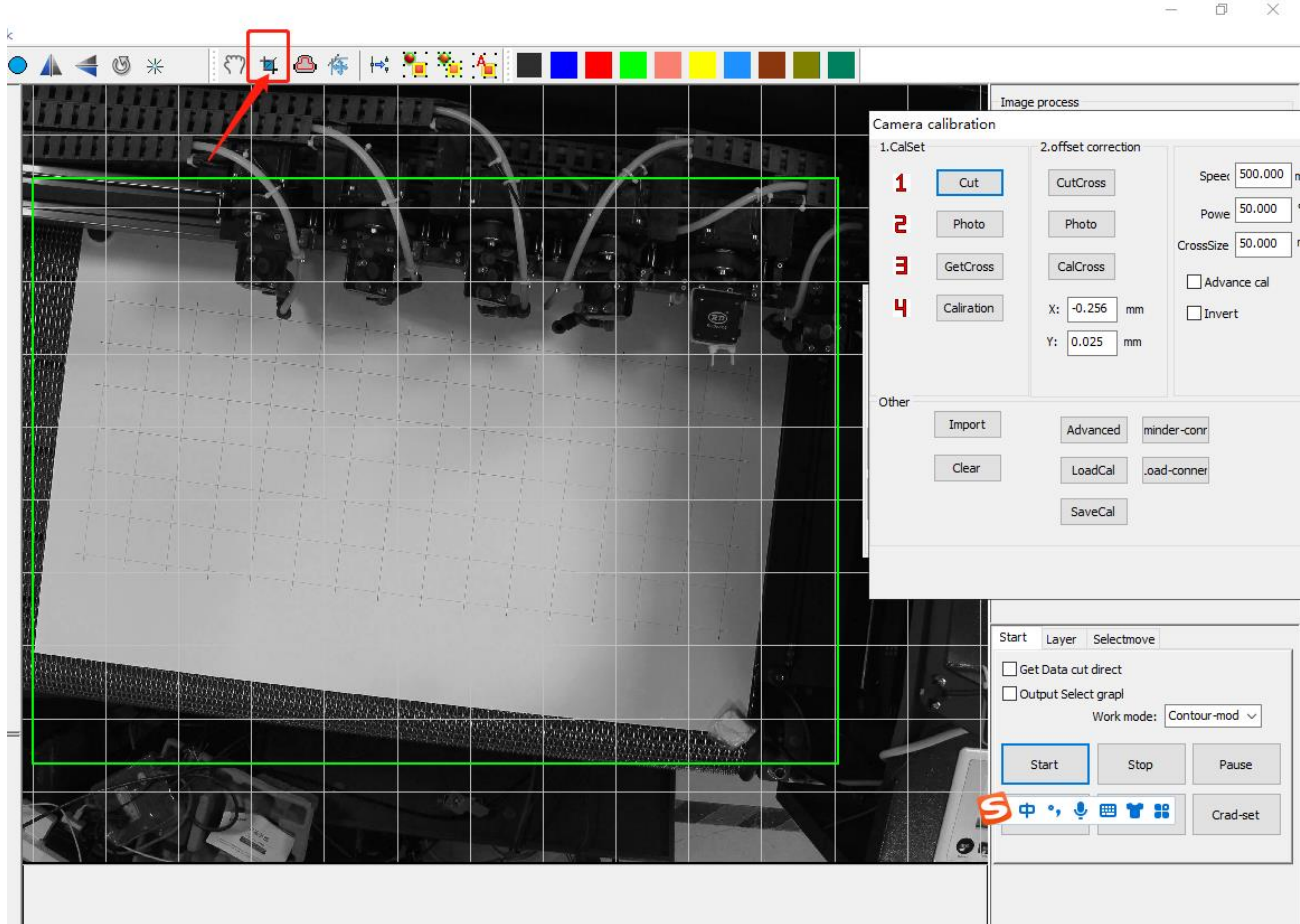 k
Image process
Camera calibration
1.CalSet
2.offset correction
1 Cut
2 Photo
3 GetCross
4 Caliration
CutCross
Photo
CalCross
X: -0.256 mm
Y: 0.025 mm
Speec 500.000
Powe 50.000
CrossSize 50.000
Advance cal
Invert
Other
Import
Advanced
minder-conr
Clear
LoadCal
.oad-conner
SaveCal
Start Layer Selectmove
Get Data cut direct
Output Select grapl
Work mode: Contour-mod
Start Stop Pause
S 中
Crad-set